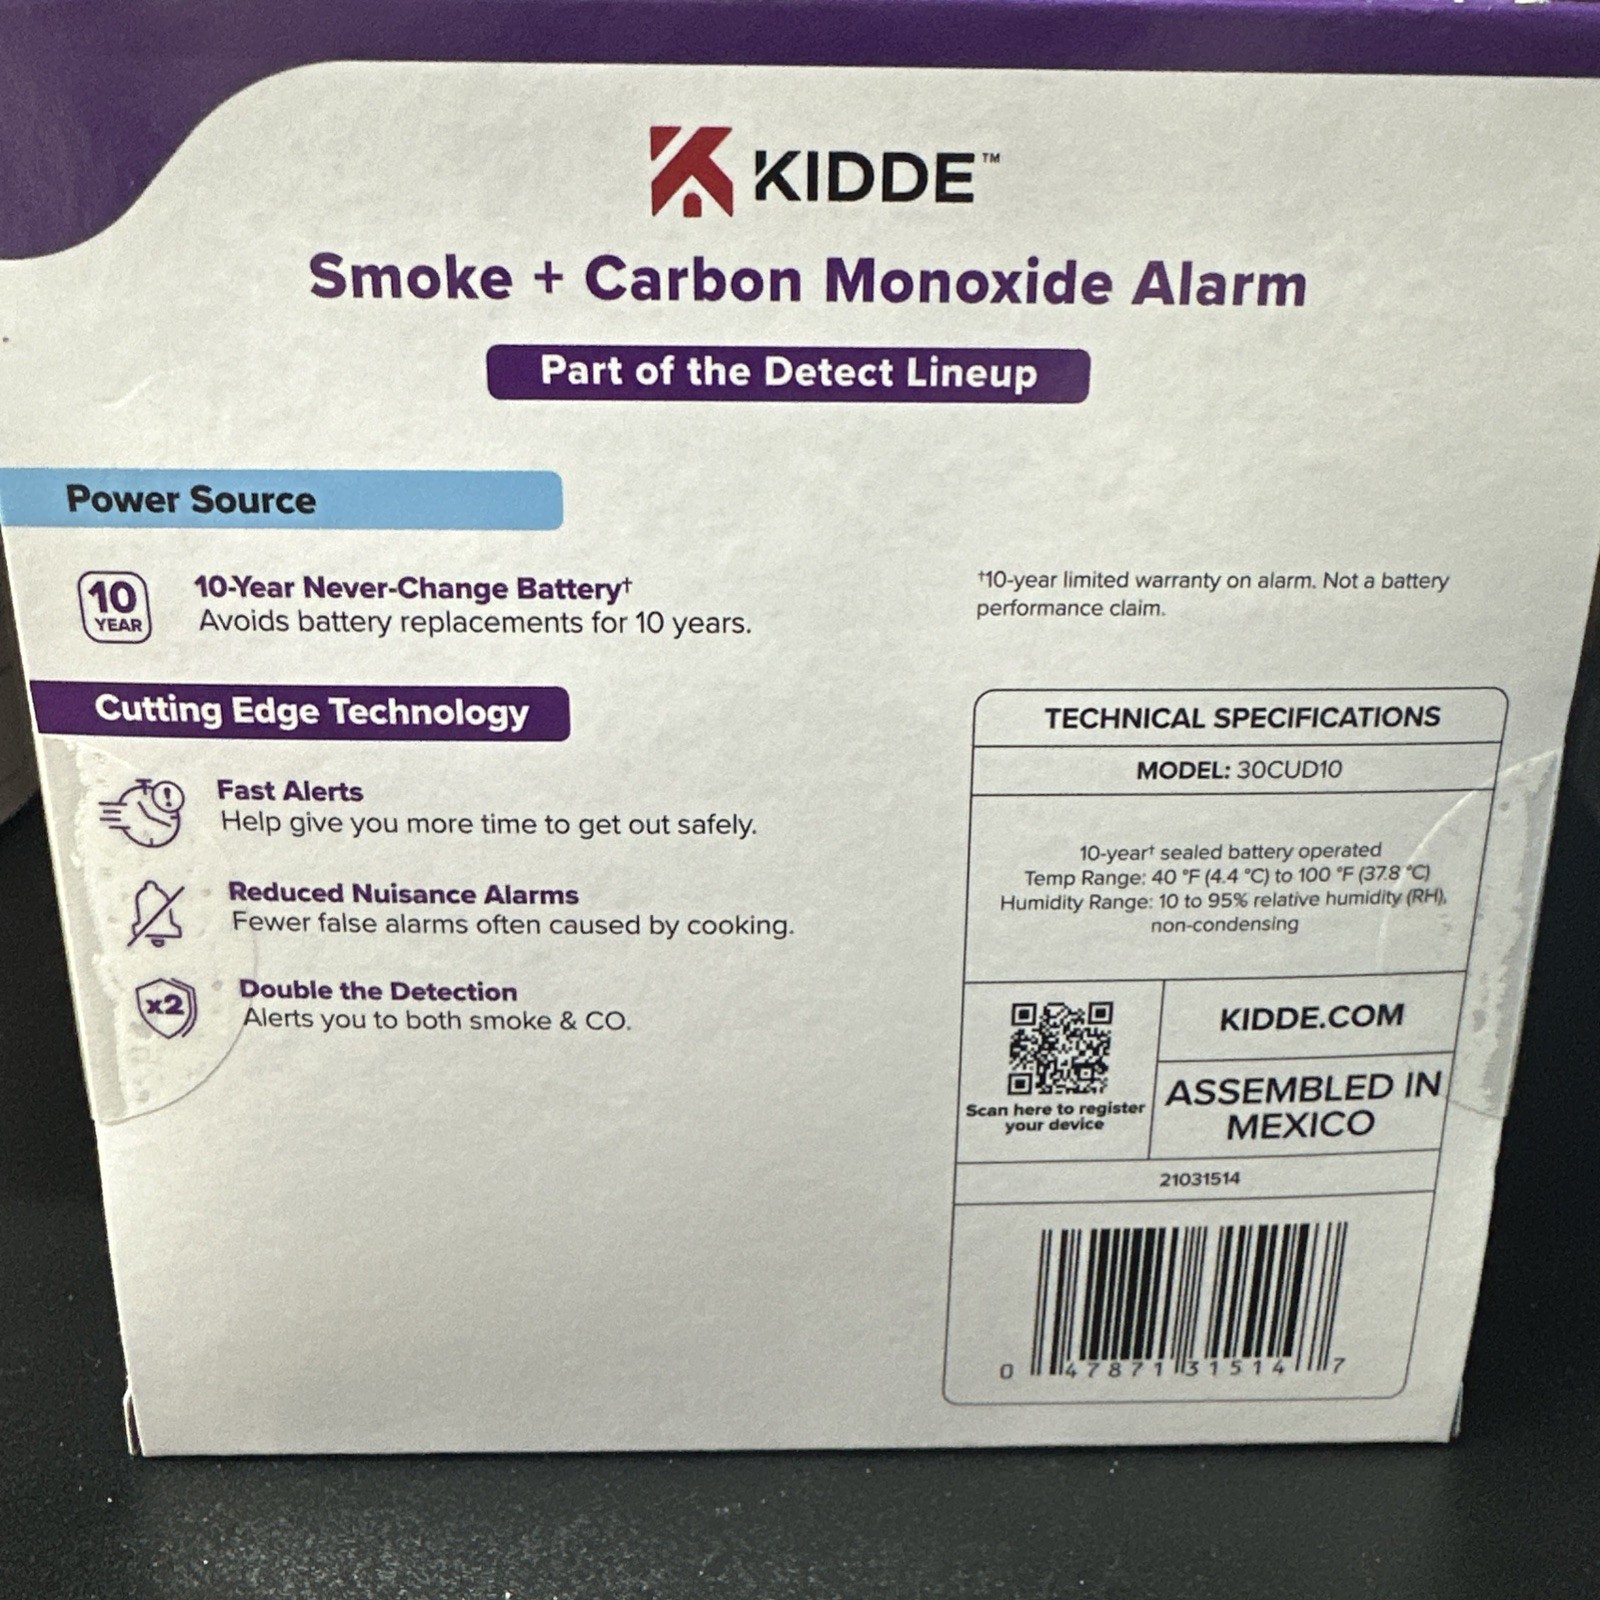 KIDDE™
Smoke + Carbon Monoxide Alarm
Part of the Detect Lineup
Power Source
10
YEAR
10-Year Never-Change Battery†
Avoids battery replacements for 10 years.
†10-year limited warranty on alarm. Not a battery
performance claim.
Cutting Edge Technology
Fast Alerts
Help give you more time to get out safely.
Reduced Nuisance Alarms
Fewer false alarms often caused by cooking.
x2
Double the Detection
Alerts you to both smoke & CO.
TECHNICAL SPECIFICATIONS
MODEL: 30CUD10
10-year† sealed battery operated
Temp Range: 40 °F (4.4 °C) to 100 °F (37.8 °C)
Humidity Range: 10 to 95% relative humidity (RH),
non-condensing
Scan here to register
your device
KIDDE.COM
ASSEMBLED IN
MEXICO
21031514
0 47871 31514 7